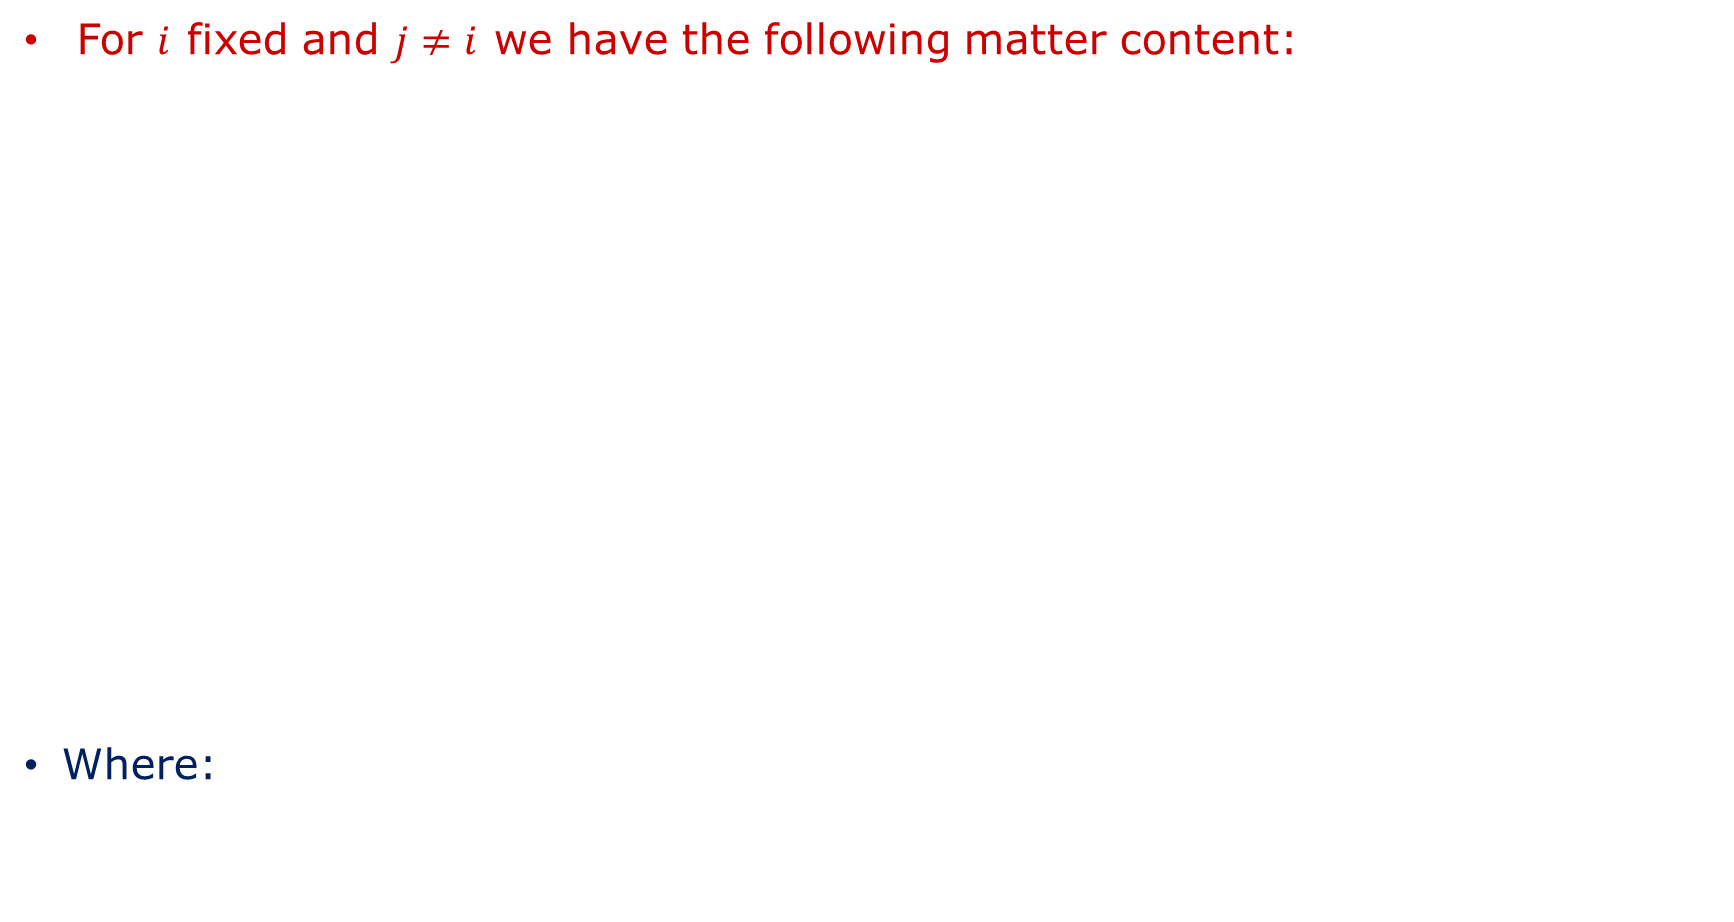 • For i fixed and j ≠ i we have the following matter content:
• Where: